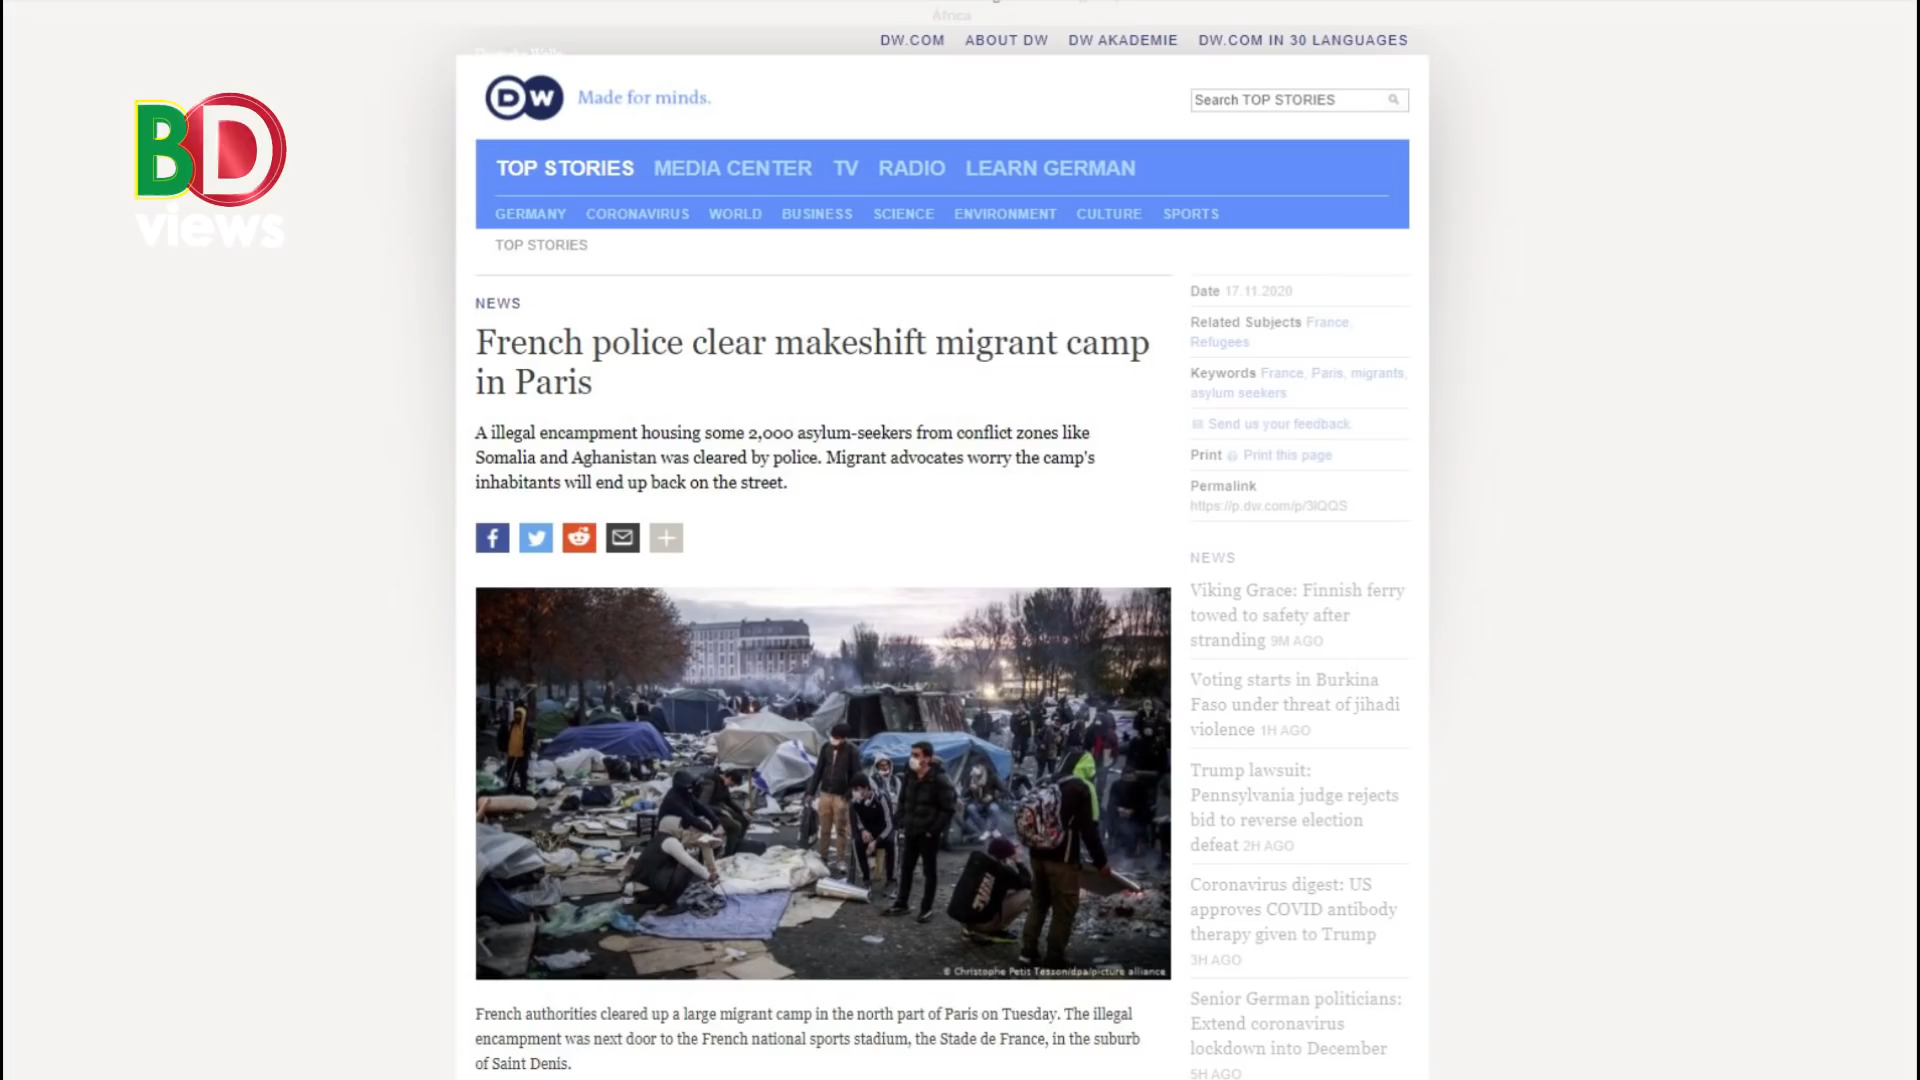 Africa
DW.COM ABOUT DW DW AKADEMIE DW.COM IN 30 LANGUAGES
BD
views
DW Made for minds.
Search TOP STORIES
TOP STORIES MEDIA CENTER TV RADIO LEARN GERMAN
GERMANY CORONAVIRUS WORLD BUSINESS SCIENCE ENVIRONMENT CULTURE SPORTS
TOP STORIES
NEWS
French police clear makeshift migrant camp
in Paris
A illegal encampment housing some 2,000 asylum-seekers from conflict zones like
Somalia and Aghanistan was cleared by police. Migrant advocates worry the camp's
inhabitants will end up back on the street.
© Christophe Petit Tesson/dpa/picture alliance
French authorities cleared up a large migrant camp in the north part of Paris on Tuesday. The illegal
encampment was next door to the French national sports stadium, the Stade de France, in the suburb
of Saint Denis.
Date 17.11.2020
Related Subjects France,
Refugees
Keywords France, Paris, migrants,
asylum seekers
Send us your feedback
Print Print this page
Permalink
https://p.dw.com/p/3lQQS
NEWS
Viking Grace: Finnish ferry
towed to safety after
stranding 9M AGO
Voting starts in Burkina
Faso under threat of jihadi
violence 1H AGO
Trump lawsuit:
Pennsylvania judge rejects
bid to reverse election
defeat 2H AGO
Coronavirus digest: US
approves COVID antibody
therapy given to Trump
3H AGO
Senior German politicians:
Extend coronavirus
lockdown into December
5H AGO